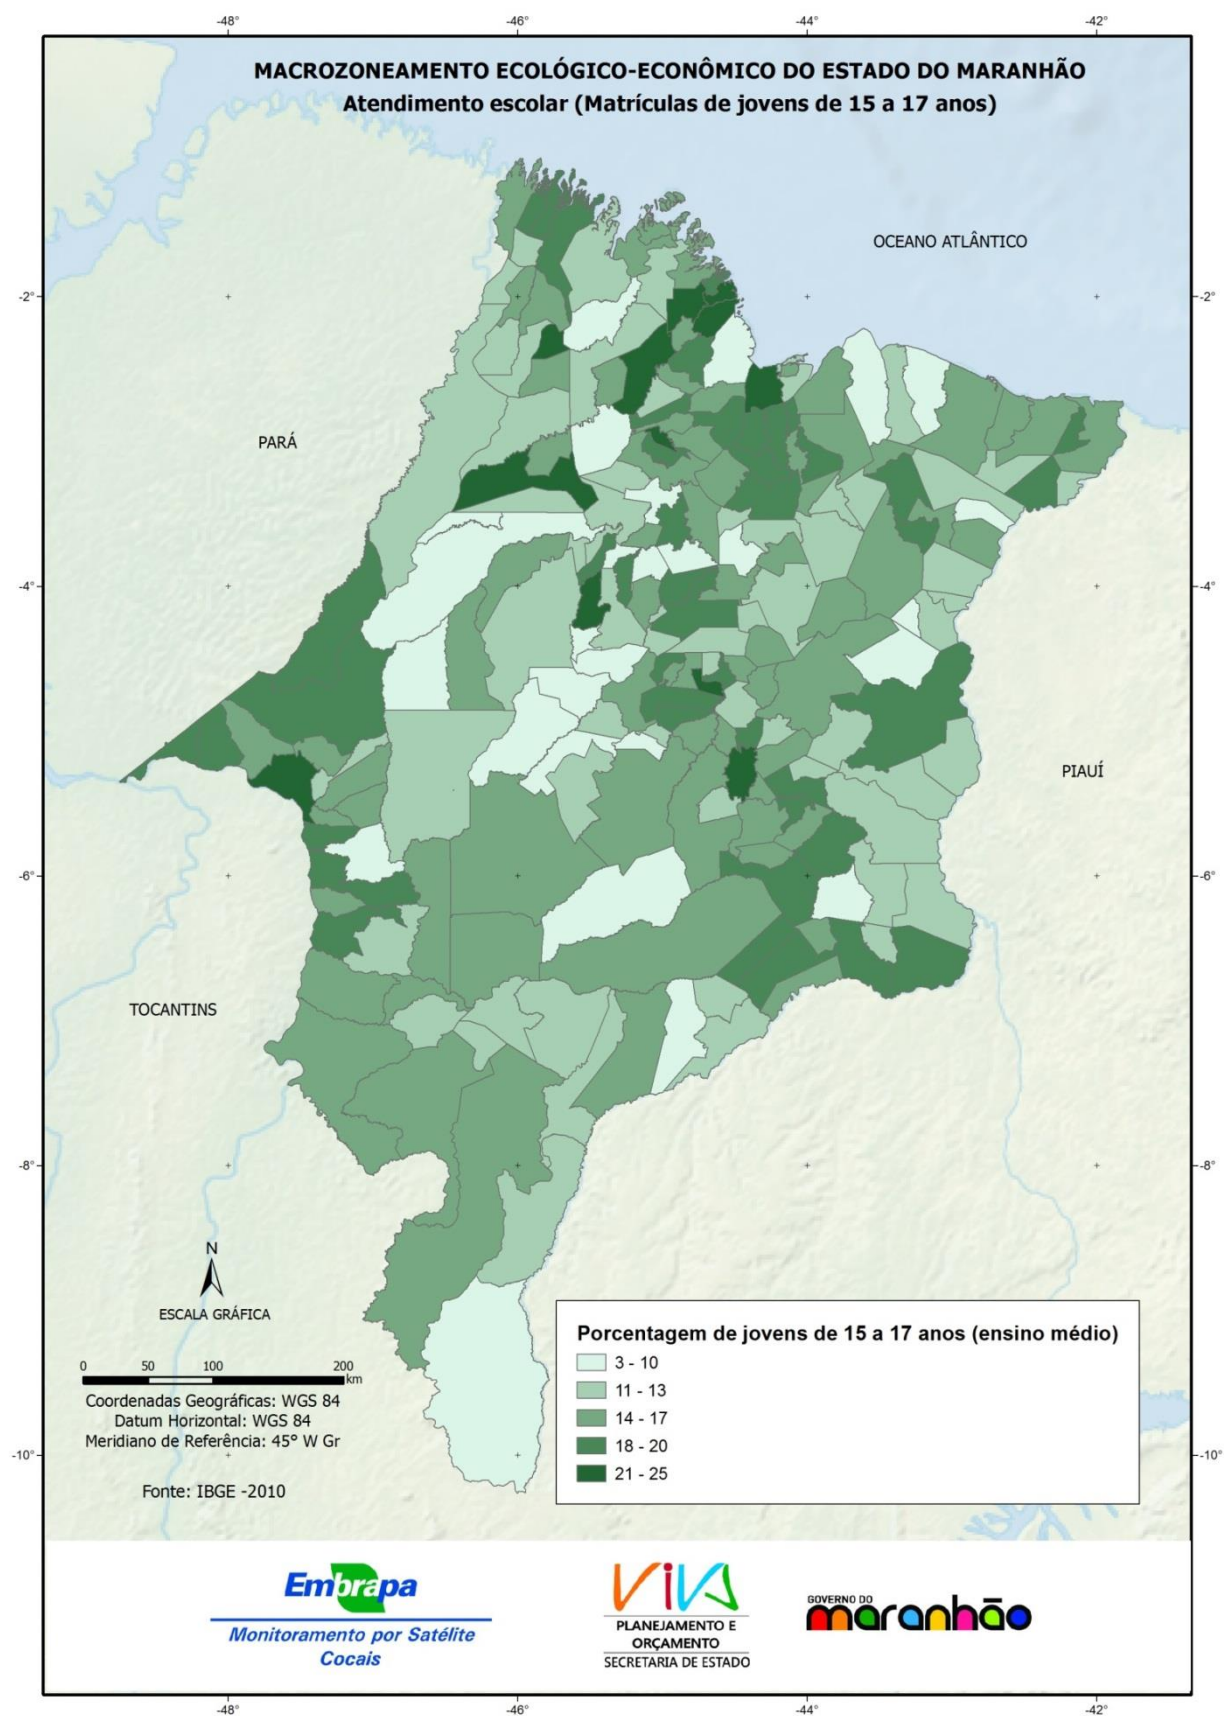 -48°
-46°
-44°
-42°
MACROZONEAMENTO ECOLÓGICO-ECONÔMICO DO ESTADO DO MARANHÃO
Atendimento escolar (Matrículas de jovens de 15 a 17 anos)
OCEANO ATLÂNTICO
-2°
-2°
PARÁ
-4°
-4°
PIAUÍ
-6°
-6°
TOCANTINS
-8°
-8°
N
ESCALA GRÁFICA
0 50 100 200
km
Coordenadas Geográficas: WGS 84
Datum Horizontal: WGS 84
Meridiano de Referência: 45° W Gr
Fonte: IBGE -2010
Porcentagem de jovens de 15 a 17 anos (ensino médio)
3 - 10
11 - 13
14 - 17
18 - 20
21 - 25
-10°
-10°
Embrapa
Monitoramento por Satélite
Cocais
VIVA
PLANEJAMENTO E
ORÇAMENTO
SECRETARIA DE ESTADO
GOVERNO DO
maranhão
-48°
-46°
-44°
-42°